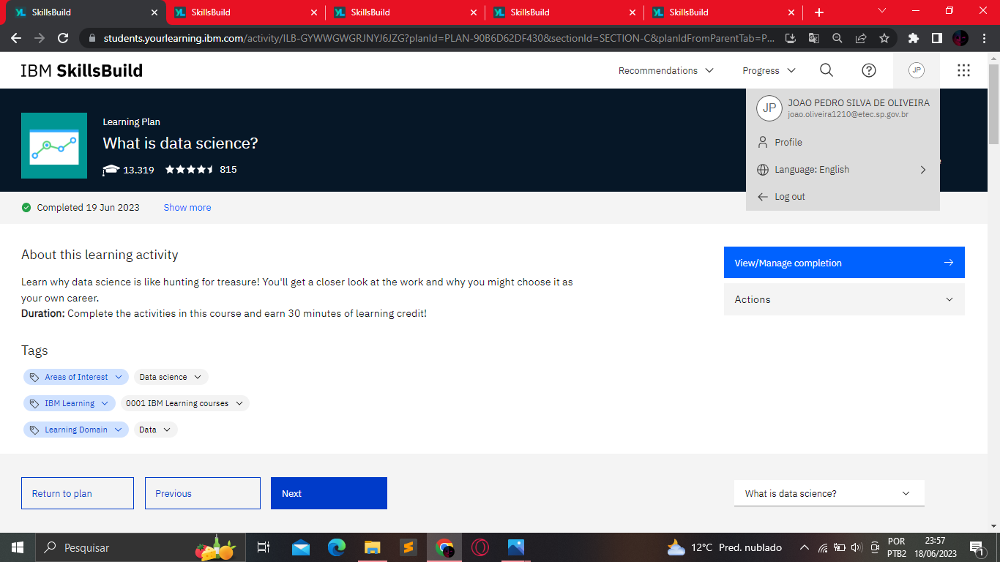 SkillsBuild
SkillsBuild
SkillsBuild
SkillsBuild
SkillsBuild
students.yourlearning.ibm.com/activity/ILB-GYWWGWGRJNYJ6JZG?planId=PLAN-90B6D62DF430&sectionId=SECTION-C&planIdFromParentTab=P...
IBM SkillsBuild
Recommendations
Progress
JP
JP
JOAO PEDRO SILVA DE OLIVEIRA
joao.oliveira1210@etec.sp.gov.br
Profile
Language: English
Log out
Learning Plan
What is data science?
13.319
815
Completed 19 Jun 2023
Show more
About this learning activity
Learn why data science is like hunting for treasure! You'll get a closer look at the work and why you might choose it as
your own career.
Duration: Complete the activities in this course and earn 30 minutes of learning credit!
View/Manage completion
Actions
Tags
Areas of Interest
Data science
IBM Learning
0001 IBM Learning courses
Learning Domain
Data
Return to plan
Previous
Next
What is data science?
Pesquisar
12°C Pred. nublado
POR
PTB2
23:57
18/06/2023
1